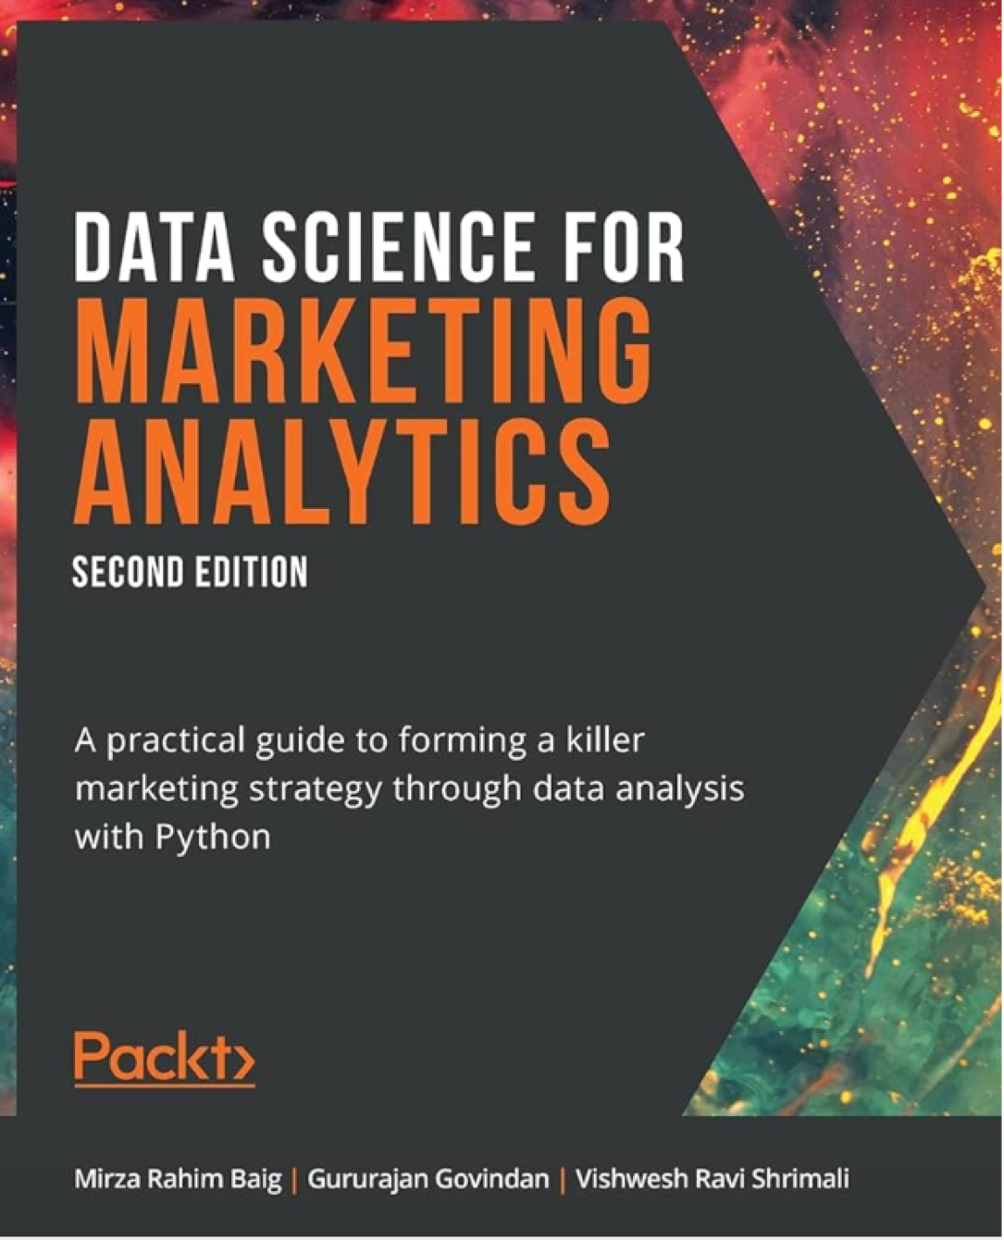 DATA SCIENCE FOR
MARKETING
ANALYTICS
SECOND EDITION
A practical guide to forming a killer
marketing strategy through data analysis
with Python
Packt>
Mirza Rahim Baig | Gururajan Govindan | Vishwesh Ravi Shrimali